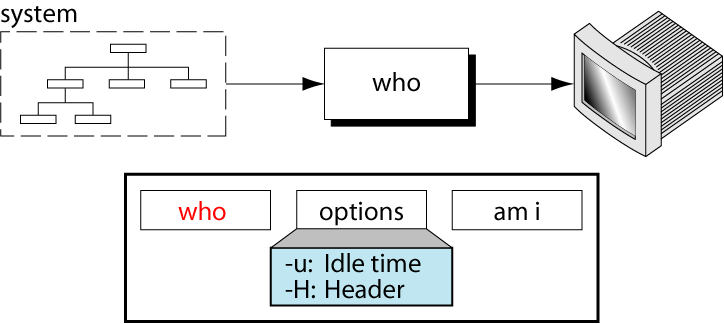 system
who
who options am i
-u: Idle time
-H: Header